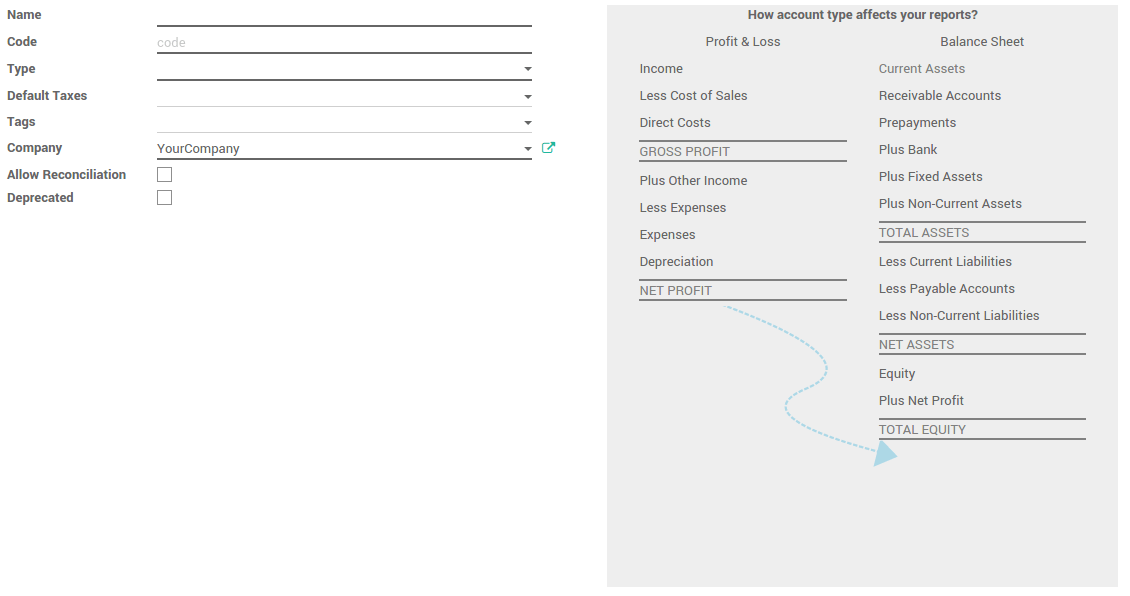 Name
Code
code
Type
Default Taxes
Tags
Company
YourCompany
Allow Reconciliation
Deprecated
How account type affects your reports?
Profit & Loss
Income
Less Cost of Sales
Direct Costs
GROSS PROFIT
Plus Other Income
Less Expenses
Expenses
Depreciation
NET PROFIT
Balance Sheet
Current Assets
Receivable Accounts
Prepayments
Plus Bank
Plus Fixed Assets
Plus Non-Current Assets
TOTAL ASSETS
Less Current Liabilities
Less Payable Accounts
Less Non-Current Liabilities
NET ASSETS
Equity
Plus Net Profit
TOTAL EQUITY